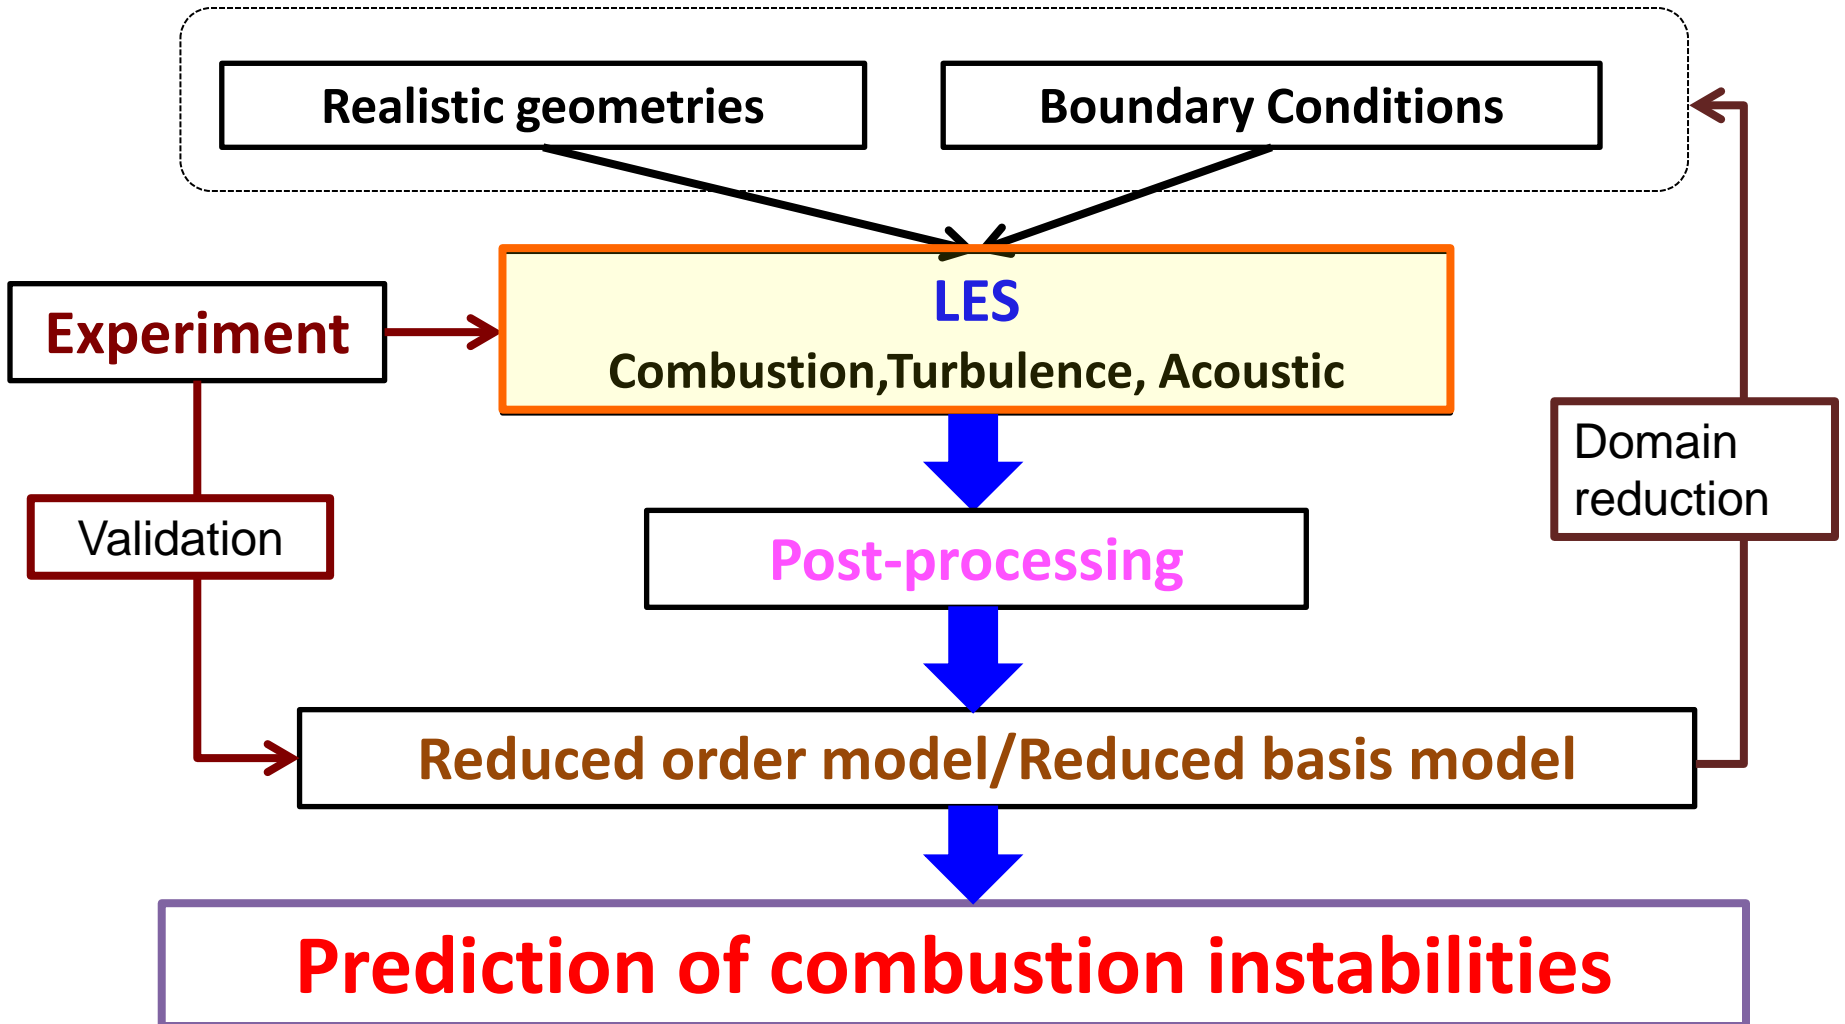 Realistic geometries
Boundary Conditions
LES
Combustion,Turbulence, Acoustic
Experiment
Domain
reduction
Validation
Post-processing
Reduced order model/Reduced basis model
Prediction of combustion instabilities